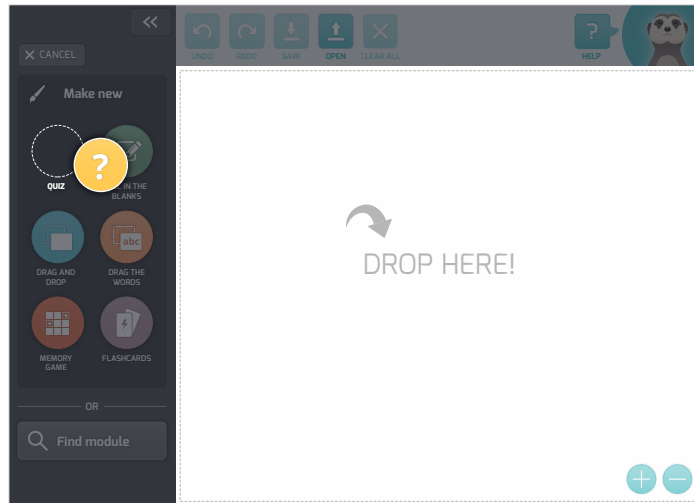 UNDO
REDO
SAVE
OPEN
CLEAR ALL
?
HELP
CANCEL
Make new
?
QUIZ
IN THE
BLANKS
abc
DRAG AND
DROP
DRAG THE
WORDS
MEMORY
GAME
FLASHCARDS
OR
Find module
DROP HERE!